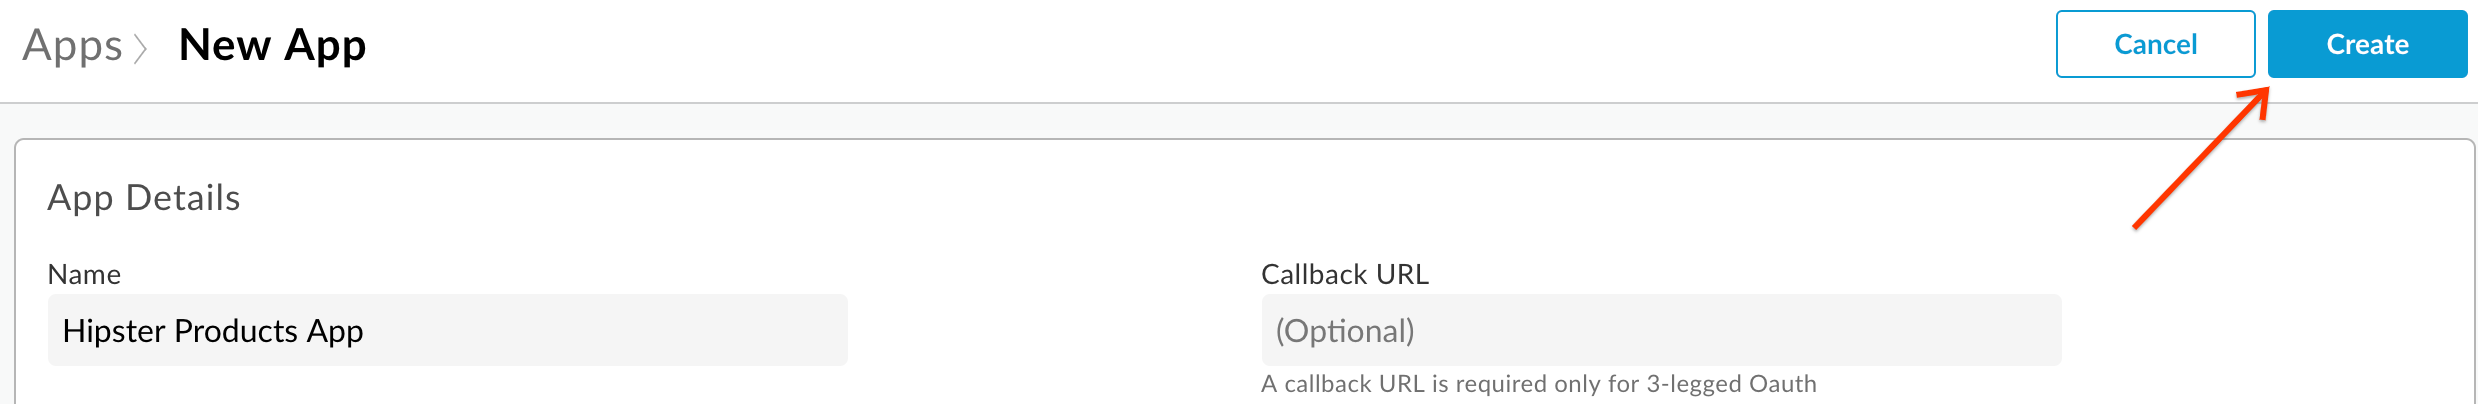 Apps > New App
Cancel
Create
App Details
Name
Callback URL
Hipster Products App
(Optional)
A callback URL is required only for 3-legged Oauth